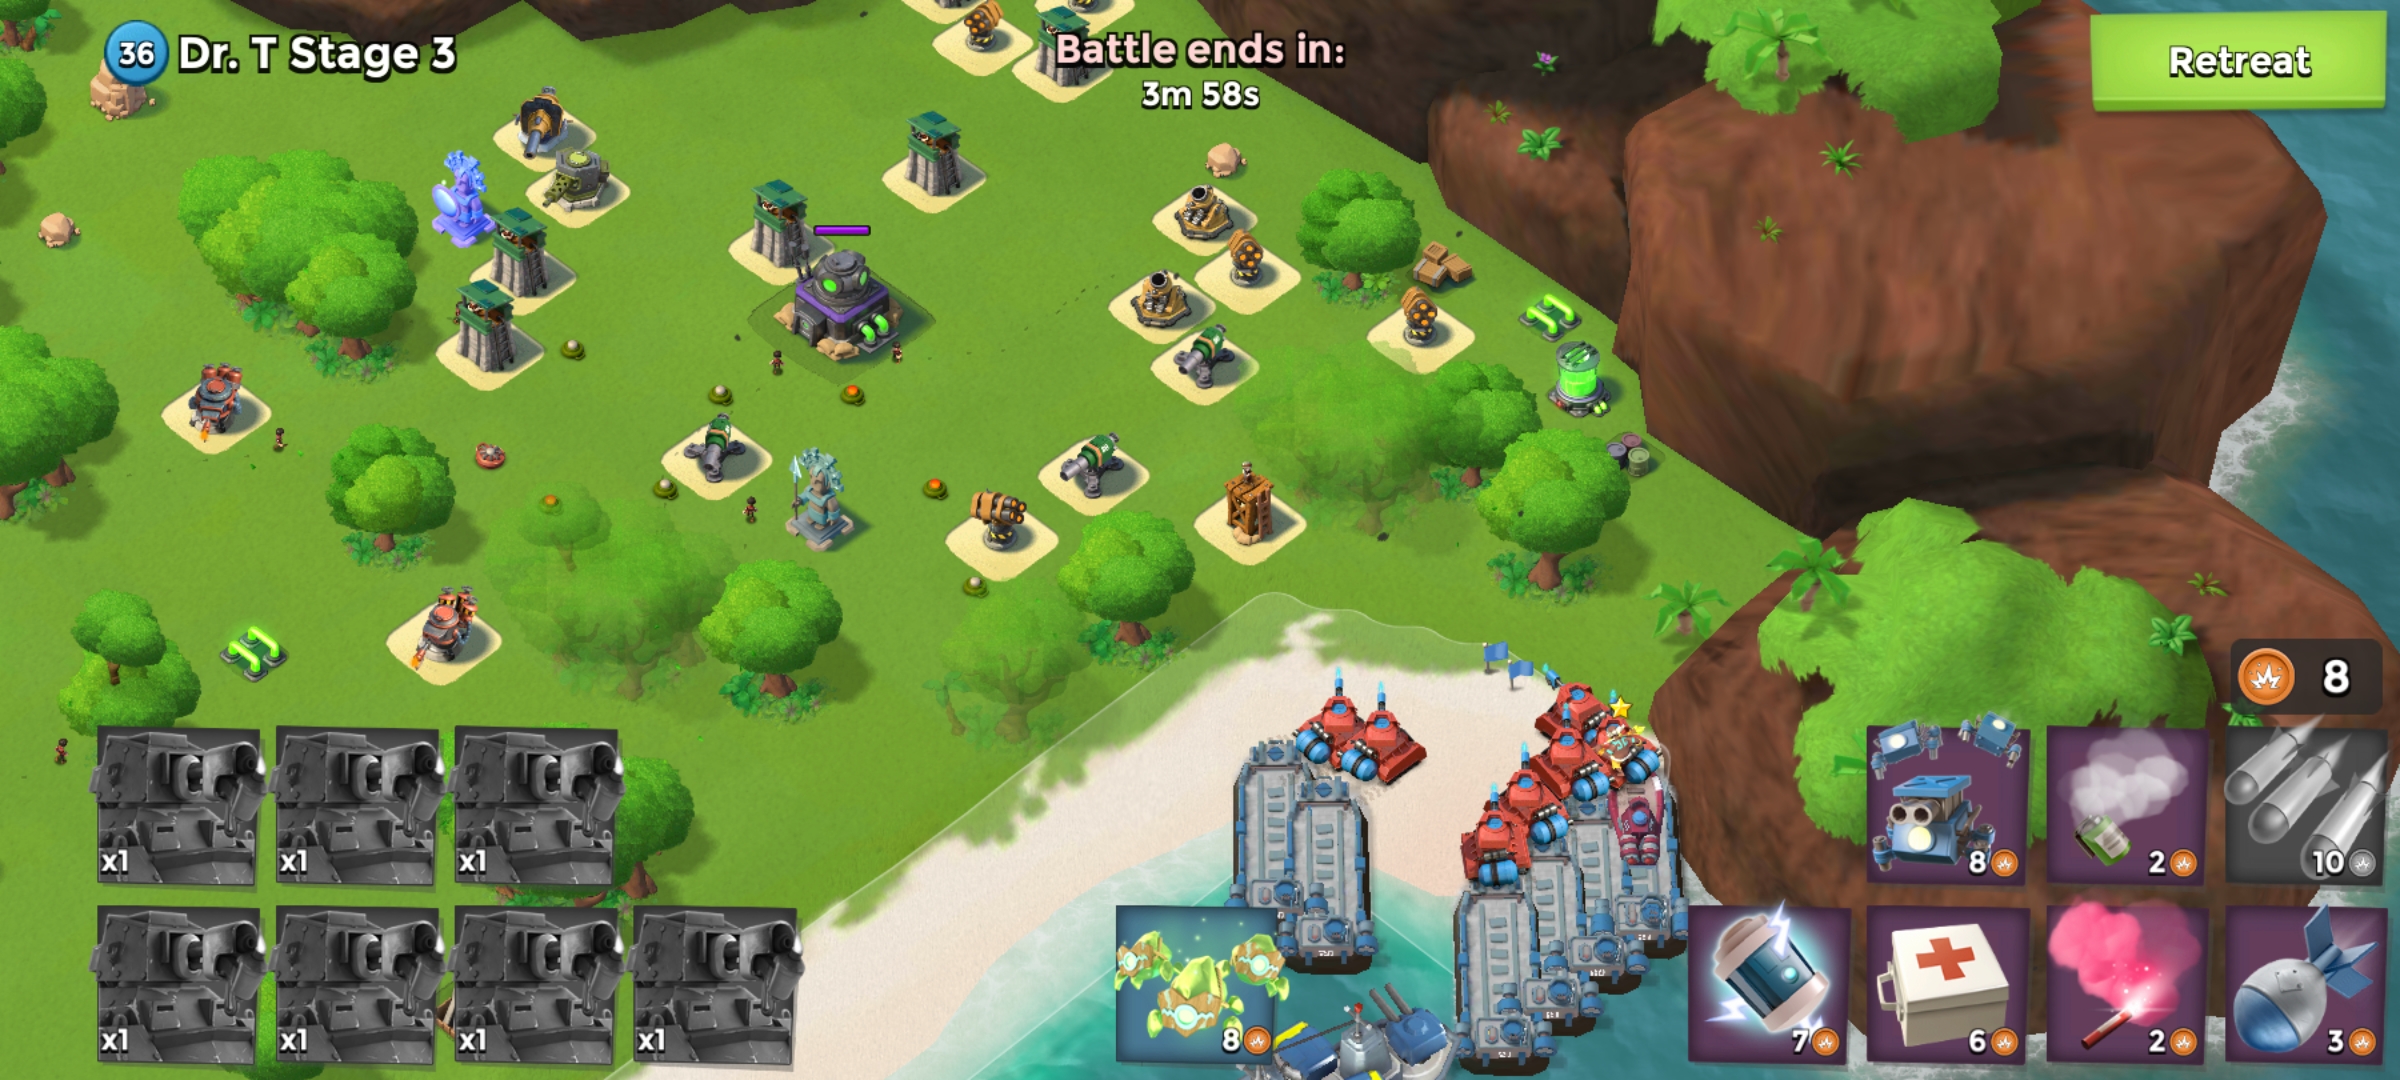 36 Dr. T Stage 3
Battle ends in:
3m 58s
Retreat
8
x1 x1 x1
8 2 10
x1 x1 x1 x1
8 7 6 2 3